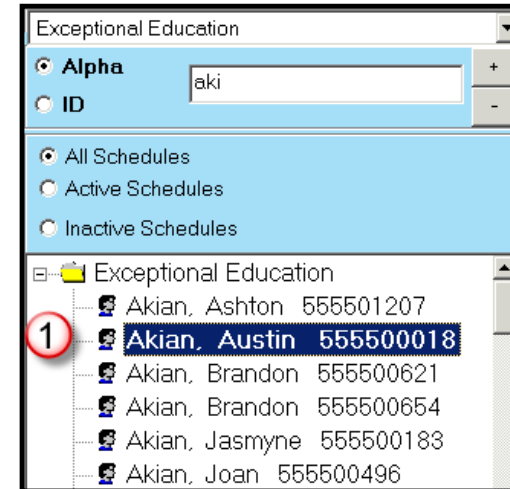 Exceptional Education
Alpha
aki
+
ID
-
All Schedules
Active Schedules
Inactive Schedules
Exceptional Education
Akian, Ashton 555501207
1 Akian, Austin 555500018
Akian, Brandon 555500621
Akian, Brandon 555500654
Akian, Jasmyne 555500183
Akian, Joan 555500496